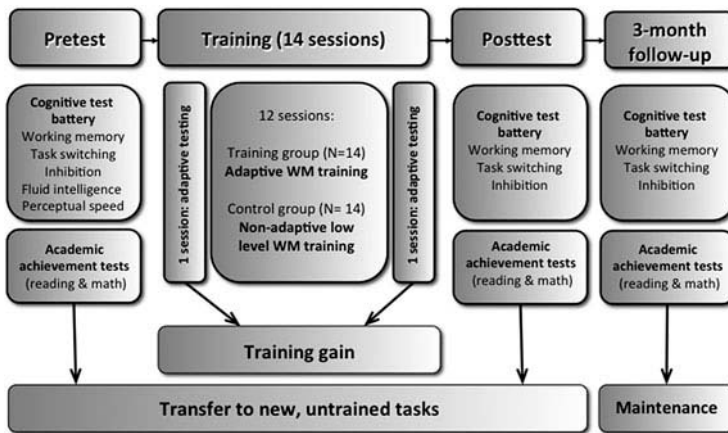 Pretest
Training (14 sessions)
Posttest
3-month
follow-up
Cognitive test
battery
Working memory
Task switching
Inhibition
Fluid intelligence
Perceptual speed
1 session: adaptive testing
12 sessions:
Training group (N=14)
Adaptive WM training
Control group (N= 14)
Non-adaptive low
level WM training
1 session: adaptive testing
Cognitive test
battery
Working memory
Task switching
Inhibition
Cognitive test
battery
Working memory
Task switching
Inhibition
Academic
achievement tests
(reading & math)
Academic
achievement tests
(reading & math)
Academic
achievement tests
(reading & math)
Training gain
Transfer to new, untrained tasks
Maintenance